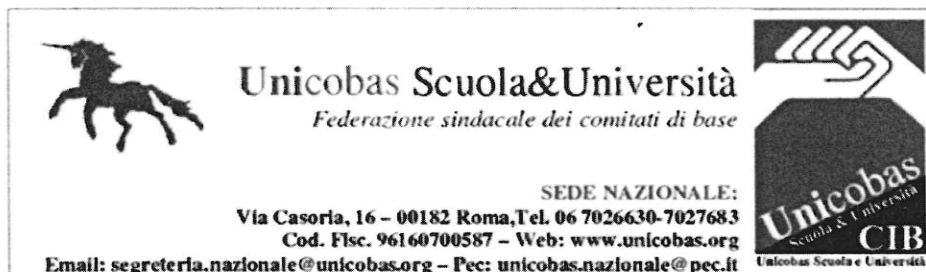 Unicobas Scuola&Università
Federazione sindacale dei comitati di base
SEDE NAZIONALE:
Via Casoria, 16 – 00182 Roma,Tel. 06 7026630-7027683
Cod. Fisc. 96160700587 – Web: www.unicobas.org
Email: segreteria.nazionale@unicobas.org – Pec: unicobas.nazionale@pec.it
Unicobas
Scuola & Università
CIB
Unicobas Scuola e Università